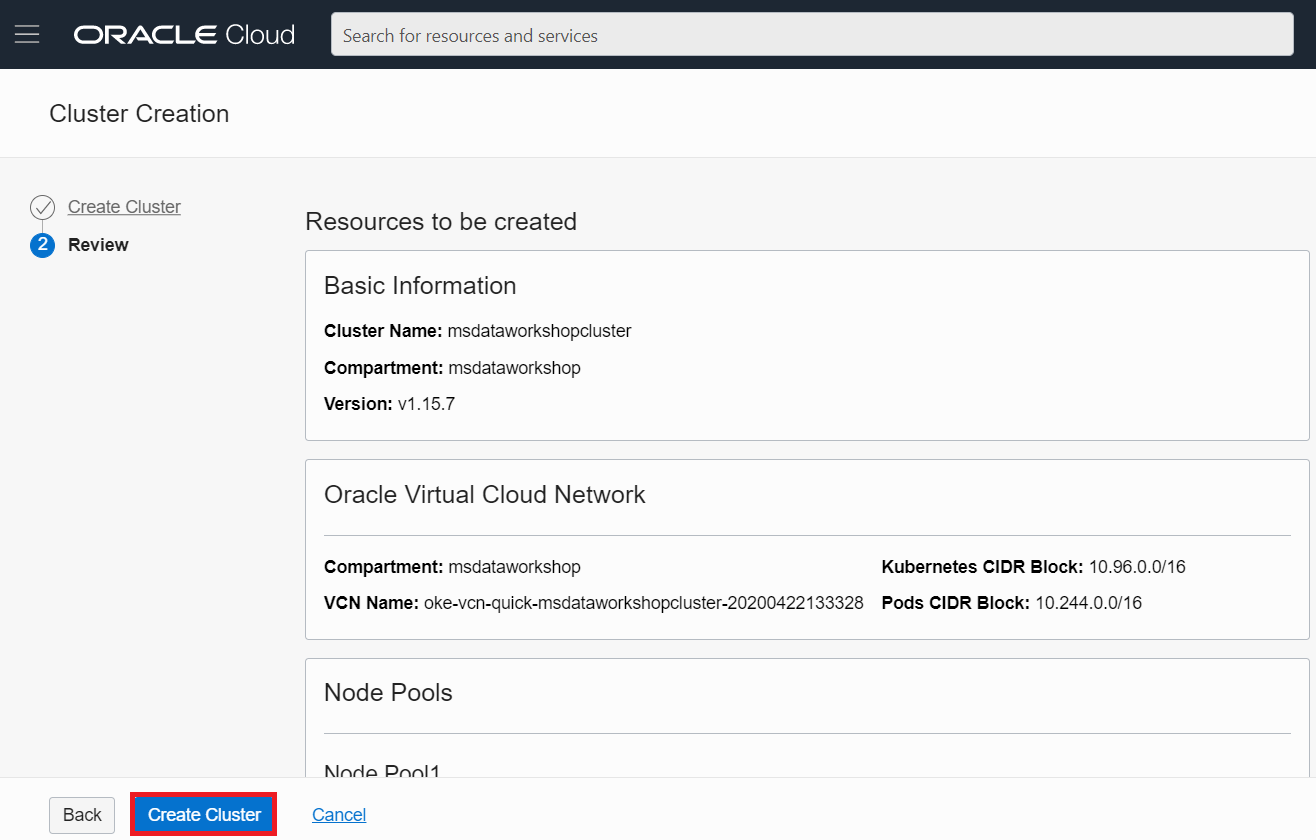 ORACLE Cloud
Search for resources and services
Cluster Creation
Create Cluster
2 Review
Resources to be created
Basic Information
Cluster Name: msdataworkshopcluster
Compartment: msdataworkshop
Version: v1.15.7
Oracle Virtual Cloud Network
Compartment: msdataworkshop
Kubernetes CIDR Block: 10.96.0.0/16
VCN Name: oke-vcn-quick-msdataworkshopcluster-20200422133328
Pods CIDR Block: 10.244.0.0/16
Node Pools
Node Pool1
Back
Create Cluster
Cancel